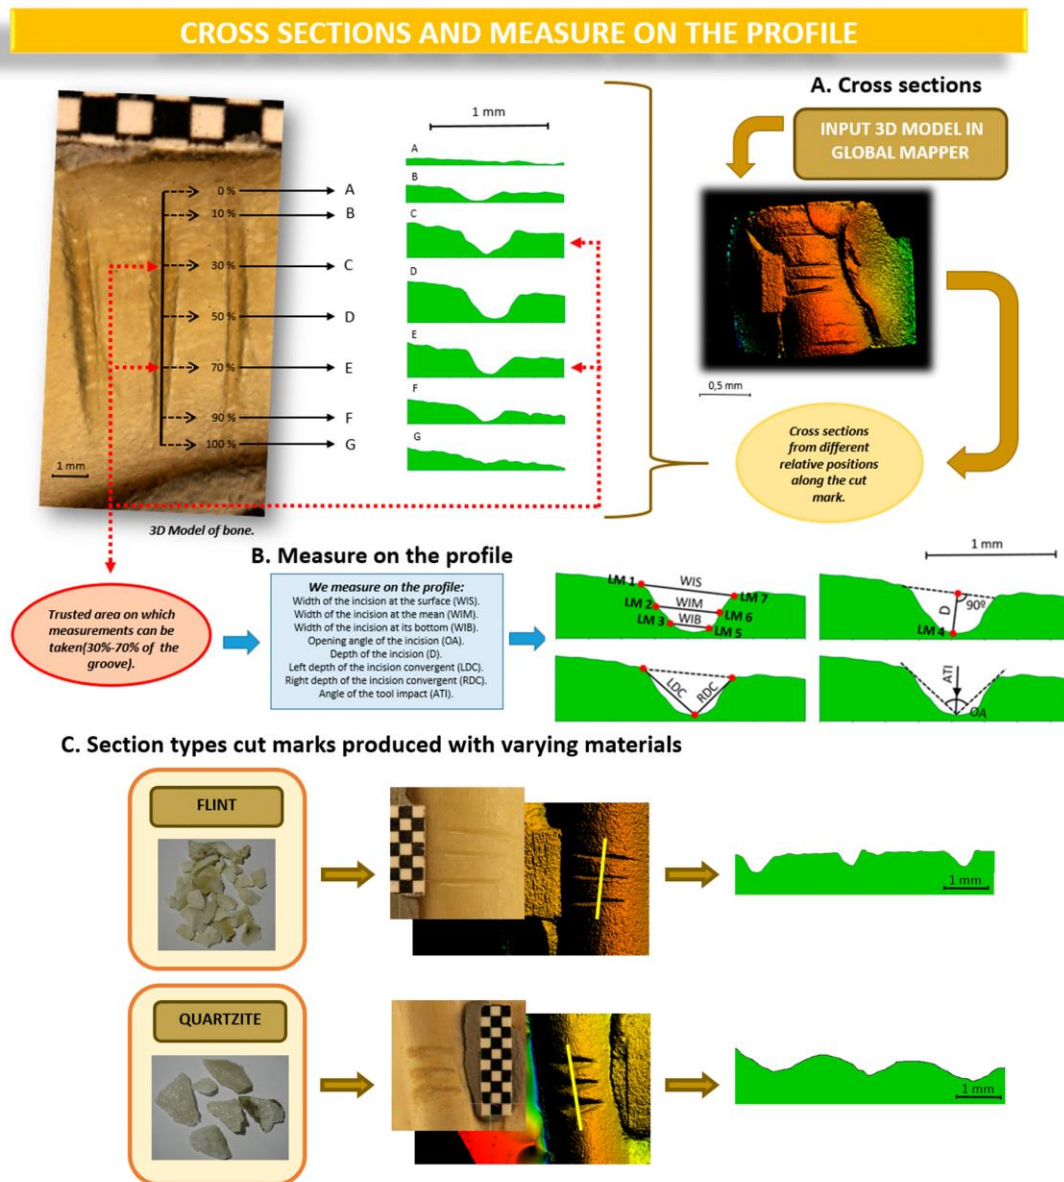 CROSS SECTIONS AND MEASURE ON THE PROFILE
A. Cross sections
INPUT 3D MODEL IN
GLOBAL MAPPER
0 %
A
10 %
B
30 %
C
50 %
D
70 %
E
90 %
F
100 %
G
1 mm
3D Model of bone.
1 mm
A
B
C
D
E
F
G
0,5 mm
Cross sections
from different
relative positions
along the cut
mark.
B. Measure on the profile
Trusted area on which
measurements can be
taken(30%-70% of the
groove).
We measure on the profile:
Width of the incision at the surface (WIS).
Width of the incision at the mean (WIM).
Width of the incision at its bottom (WIB).
Opening angle of the incision (OA).
Depth of the incision (D).
Left depth of the incision convergent (LDC).
Right depth of the incision convergent (RDC).
Angle of the tool impact (ATI).
1 mm
LM 1
WIS
LM 7
LM 2
WIM
LM 6
LM 3
WIB
LM 5
D
90º
LM 4
LDC
RDC
ATI
OA
C. Section types cut marks produced with varying materials
FLINT
1 mm
QUARTZITE
1 mm